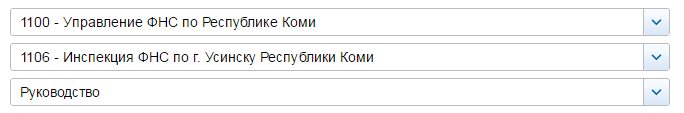 1100 - Управление ФНС по Республике Коми
1106 - Инспекция ФНС по г. Усинску Республики Коми
Руководство